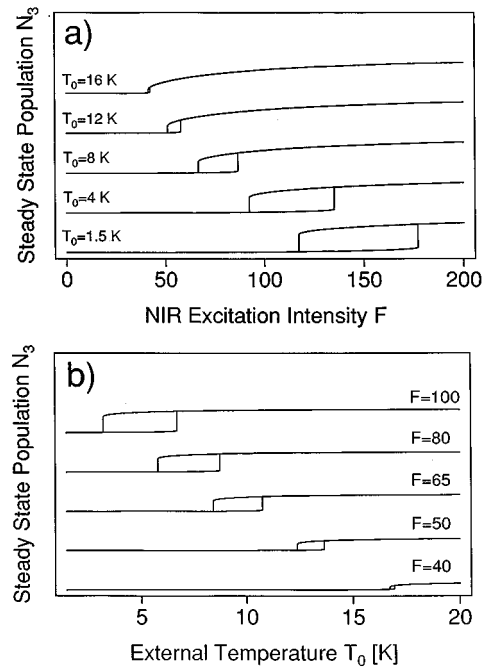 a)
Steady State Population N₃
T₀=16 K
T₀=12 K
T₀=8 K
T₀=4 K
T₀=1.5 K
0 50 100 150 200
NIR Excitation Intensity F
b)
Steady State Population N₃
F=100
F=80
F=65
F=50
F=40
5 10 15 20
External Temperature T₀ [K]